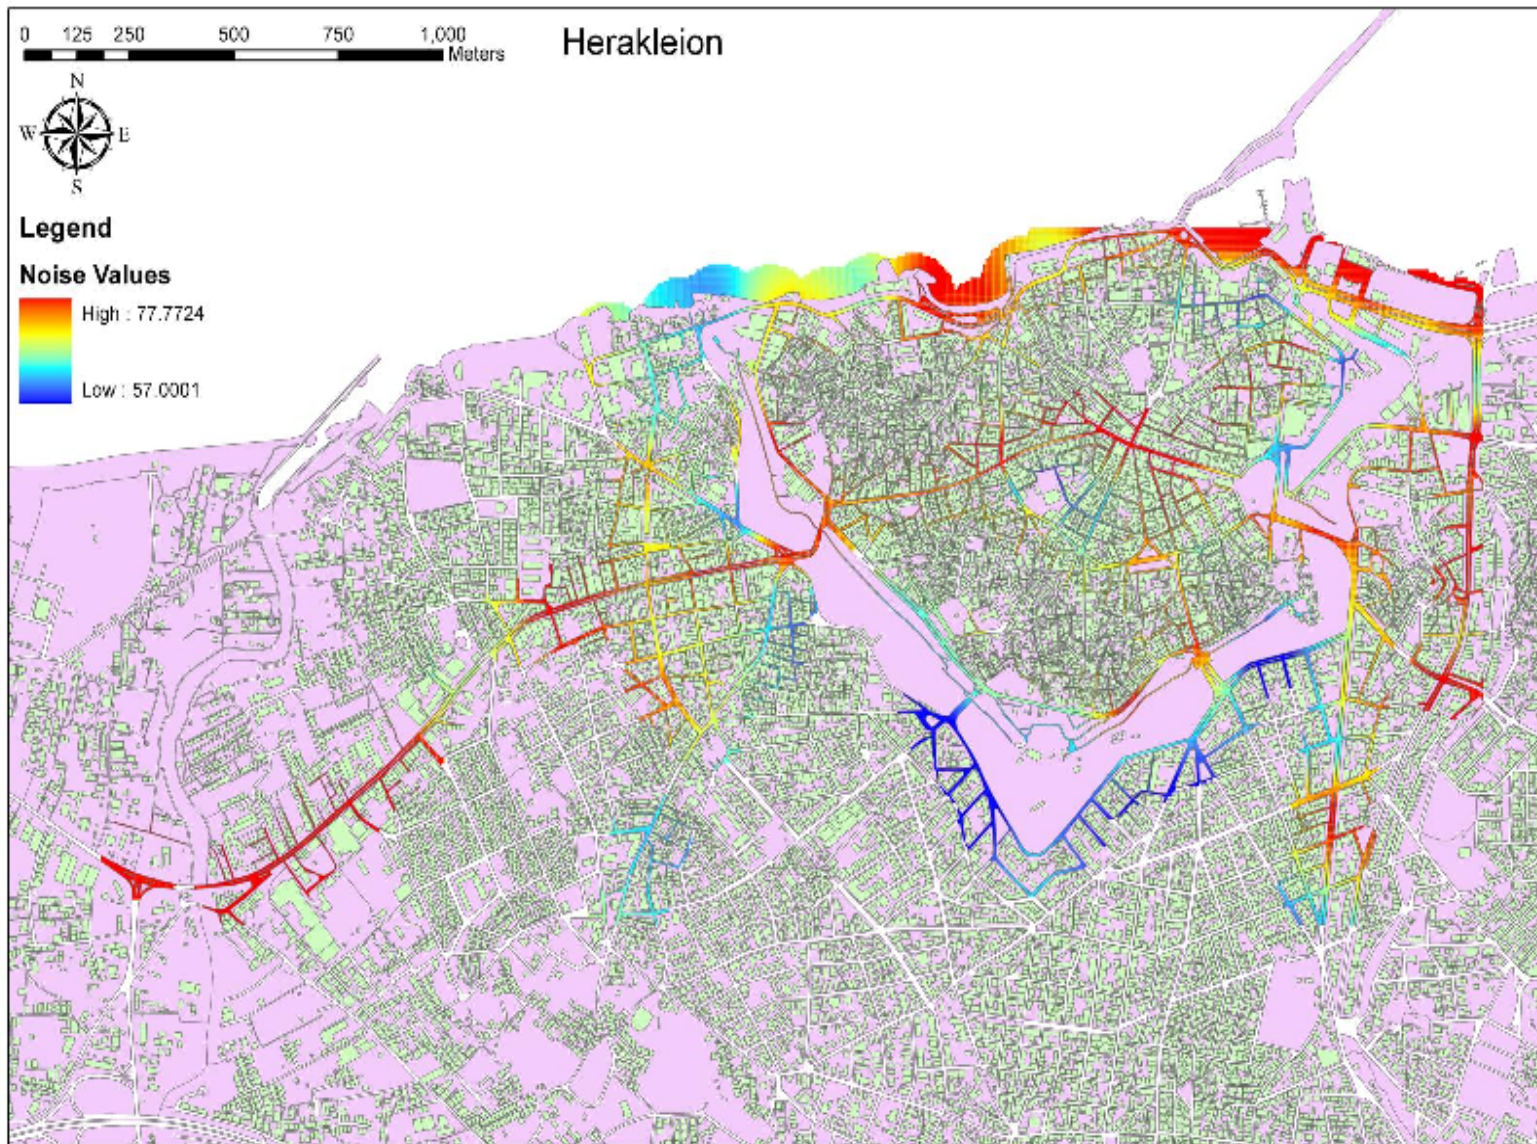 0 125 250 500 750 1,000
Meters
Herakleion
N
W E
S
Legend
Noise Values
High : 77.7724
Low : 57.0001